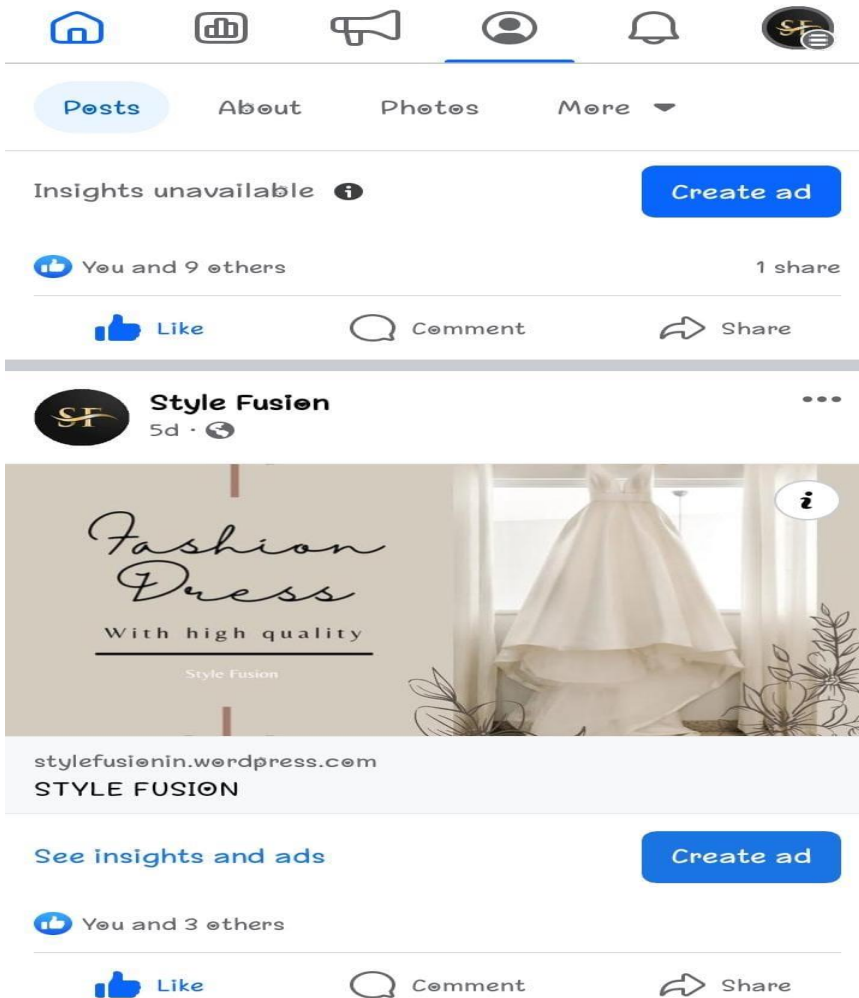 SF
Posts About Photos More
Insights unavailable Create ad
You and 9 others 1 share
Like Comment Share
SF
Style Fusion
5d ·
Fashion
Dress
With high quality
Style Fusion
stylefusionin.wordpress.com
STYLE FUSION
See insights and ads Create ad
You and 3 others
Like Comment Share